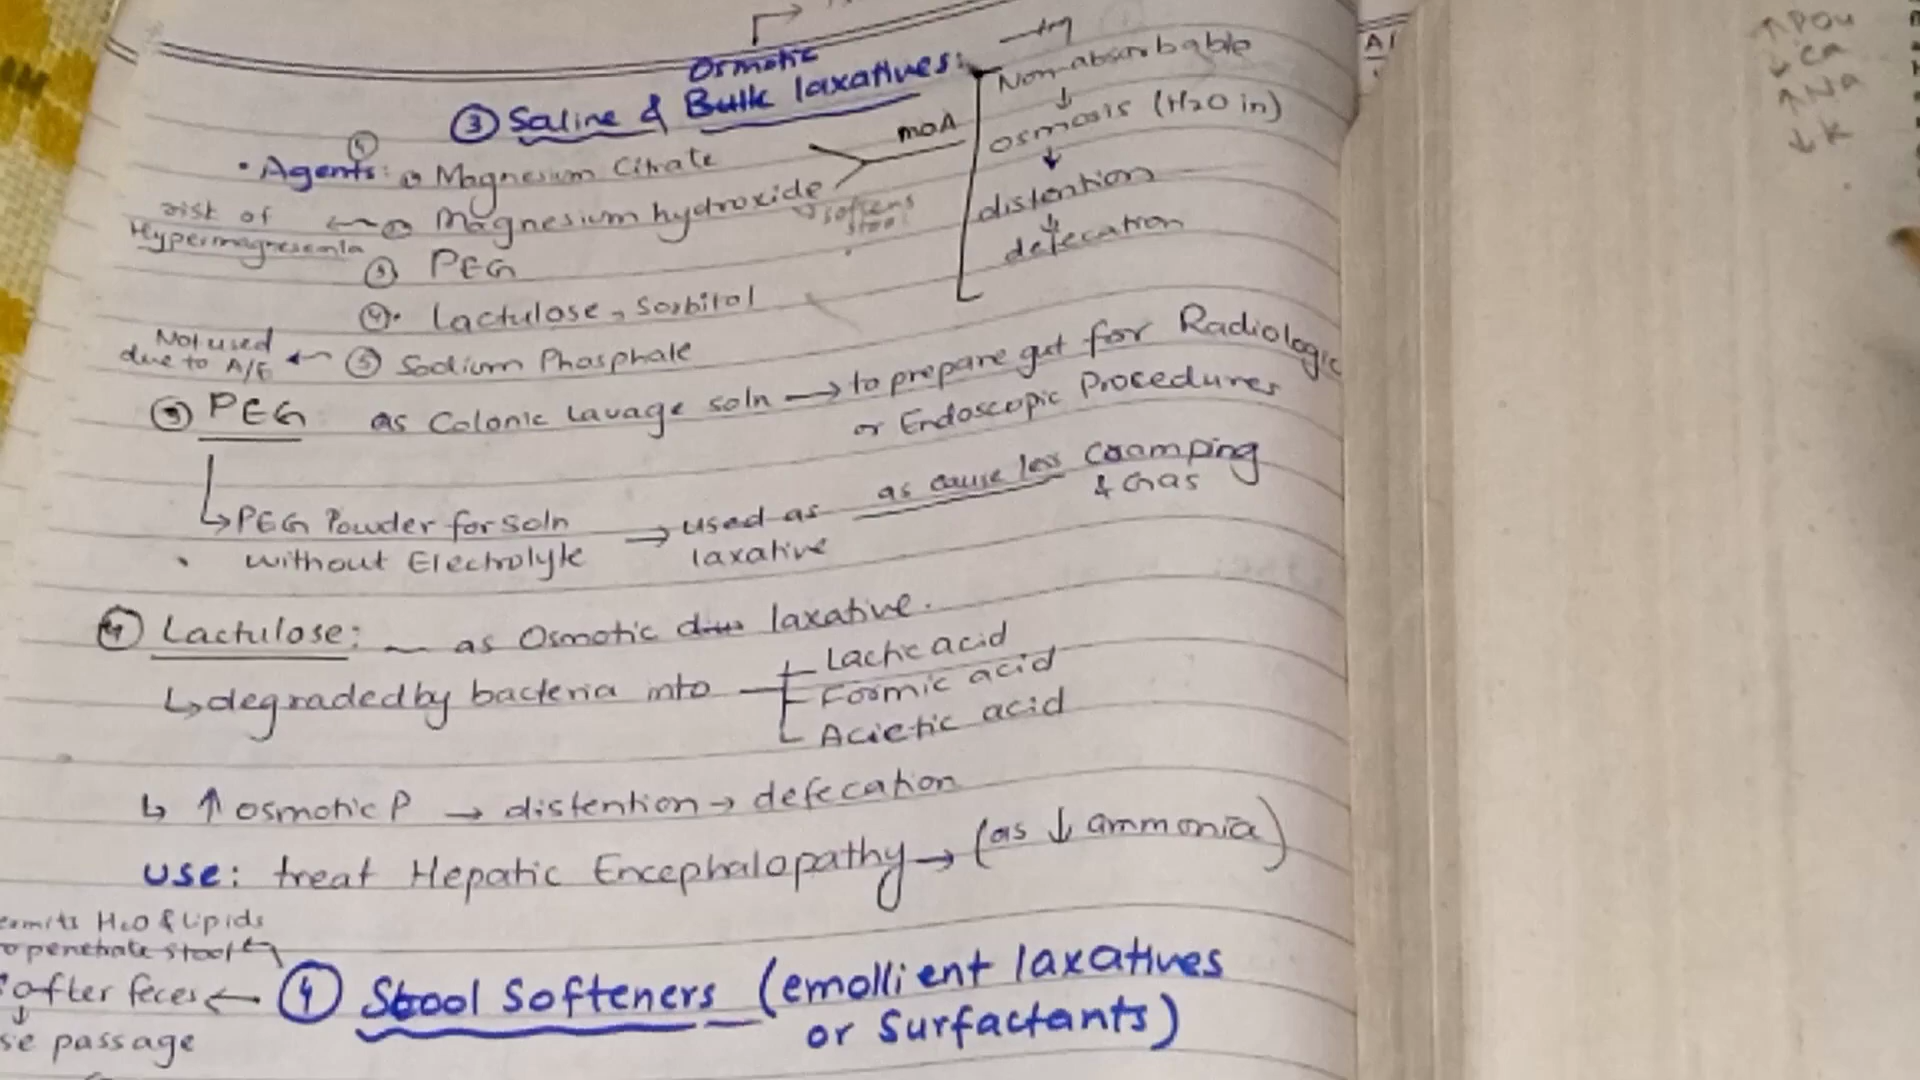 Osmotic
③ Saline & Bulk laxatives:
Non-absorbable
↓
osmosis (H2O in)
↓
distention
↓
defecation
MOA
• Agents: ① Magnesium Citrate
② Magnesium hydroxide
softens
stool
risk of
Hypermagnesemia
③ PEG
④• Lactulose, Sorbitol
⑤ Sodium Phosphate
Not used
due to A/E
③ PEG as Colonic Lavage soln → to prepare gut for Radiologic
or Endoscopic Procedures
↳ PEG Powder for soln
• without Electrolyte
→ used as
laxative
as cause less Cramping
& Gas
④ Lactulose: as Osmotic laxative.
↳ degraded by bacteria into
Lactic acid
Formic acid
Acietic acid
↳ ↑ osmotic P → distention → defecation
use: treat Hepatic Encephalopathy → (as ↓ ammonia)
ermits H2O & Lipids
o penetrate stool
softer feces ← ④ Stool Softeners (emollient laxatives
or Surfactants)
↓
se passage
A/
↓ Ca
↑ Na
↓ K